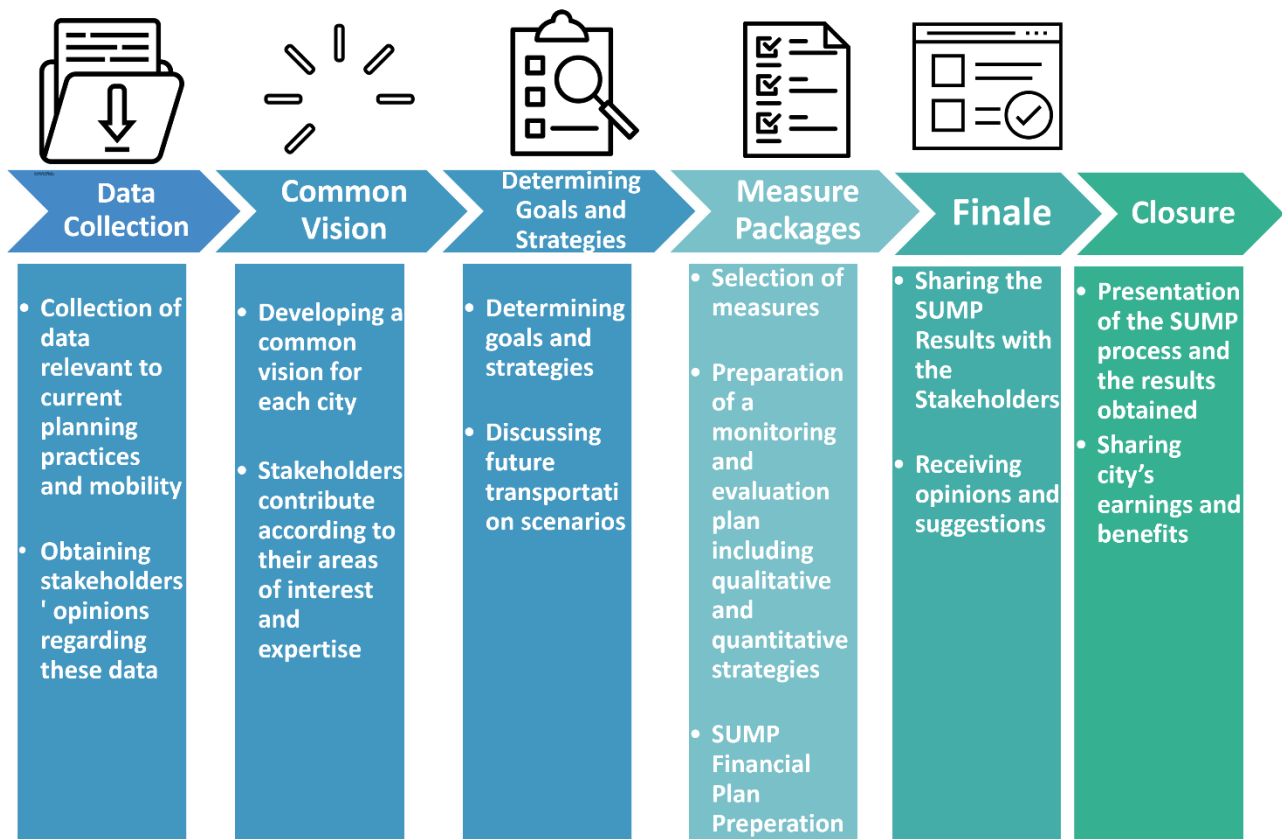 Data
Collection
Common
Vision
Determining
Goals and
Strategies
Measure
Packages
Finale
Closure
• Collection of
data
relevant to
current
planning
practices
and mobility
• Obtaining
stakeholders
' opinions
regarding
these data
• Developing a
common
vision for
each city
• Stakeholders
contribute
according to
their areas
of interest
and
expertise
• Determining
goals and
strategies
• Discussing
future
transportati
on scenarios
• Selection of
measures
• Preparation
of a
monitoring
and
evaluation
plan
including
qualitative
and
quantitative
strategies
• SUMP
Financial
Plan
Preperation
• Sharing the
SUMP
Results with
the
Stakeholders
• Receiving
opinions and
suggestions
• Presentation
of the SUMP
process and
the results
obtained
• Sharing
city's
earnings and
benefits